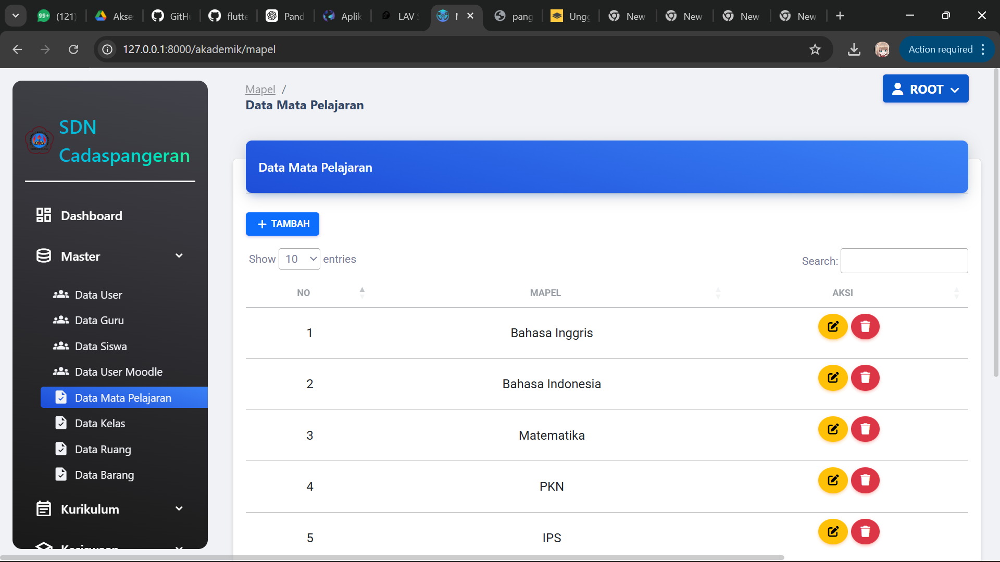 99+ (121)
Akse
GitHu
flutte
Pand
Aplik
LAV S
pang
Ungg
New
New
New
New
127.0.0.1:8000/akademik/mapel
Action required
SDN
Cadaspangeran
Dashboard
Master
Data User
Data Guru
Data Siswa
Data User Moodle
Data Mata Pelajaran
Data Kelas
Data Ruang
Data Barang
Kurikulum
Kesiswaan
Mapel /
Data Mata Pelajaran
ROOT
Data Mata Pelajaran
+ TAMBAH
Show 10 entries
Search:
NO MAPEL AKSI
1 Bahasa Inggris
2 Bahasa Indonesia
3 Matematika
4 PKN
5 IPS